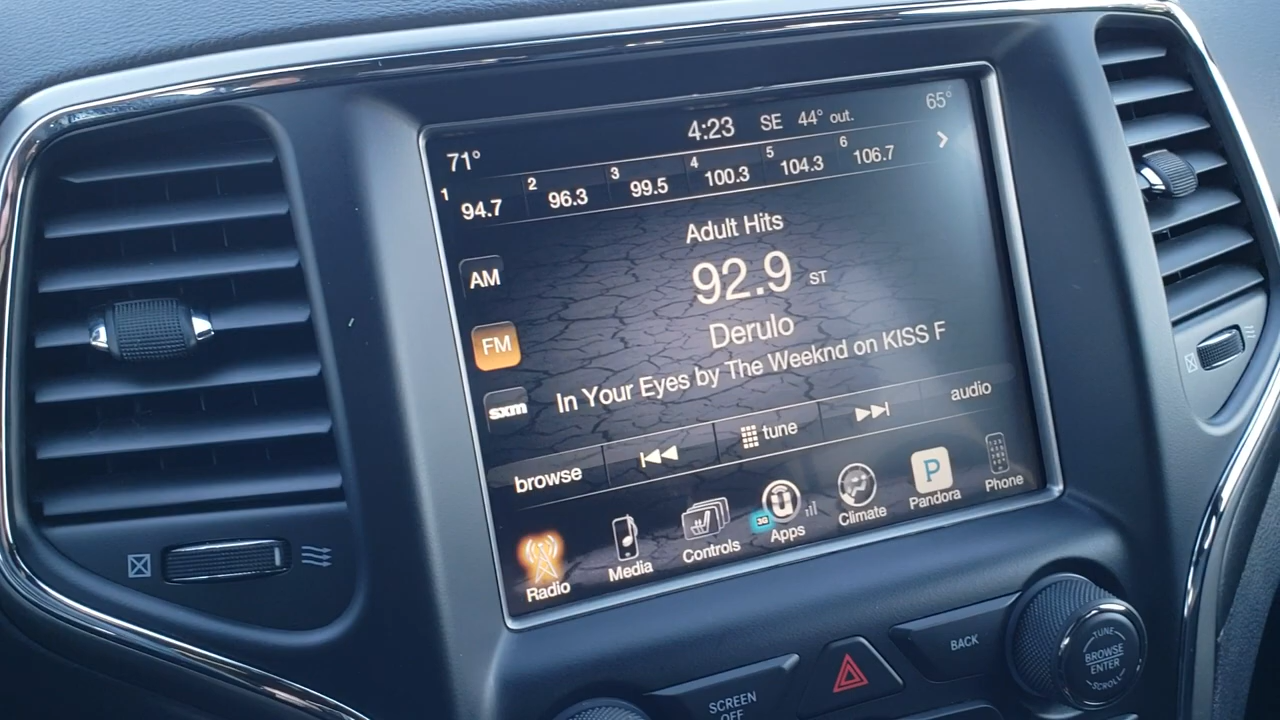 4:23 SE 44° out. 65°
71°
1 94.7 2 96.3 3 99.5 4 100.3 5 104.3 6 106.7
Adult Hits
AM
92.9 ST
FM
Derulo
In Your Eyes by The Weeknd on KISS F
sxm
browse tune audio
3G
P
Radio Media Controls Apps Climate Pandora Phone
BACK
TUNE
BROWSE
ENTER
SCROLL
SCREEN
OFF